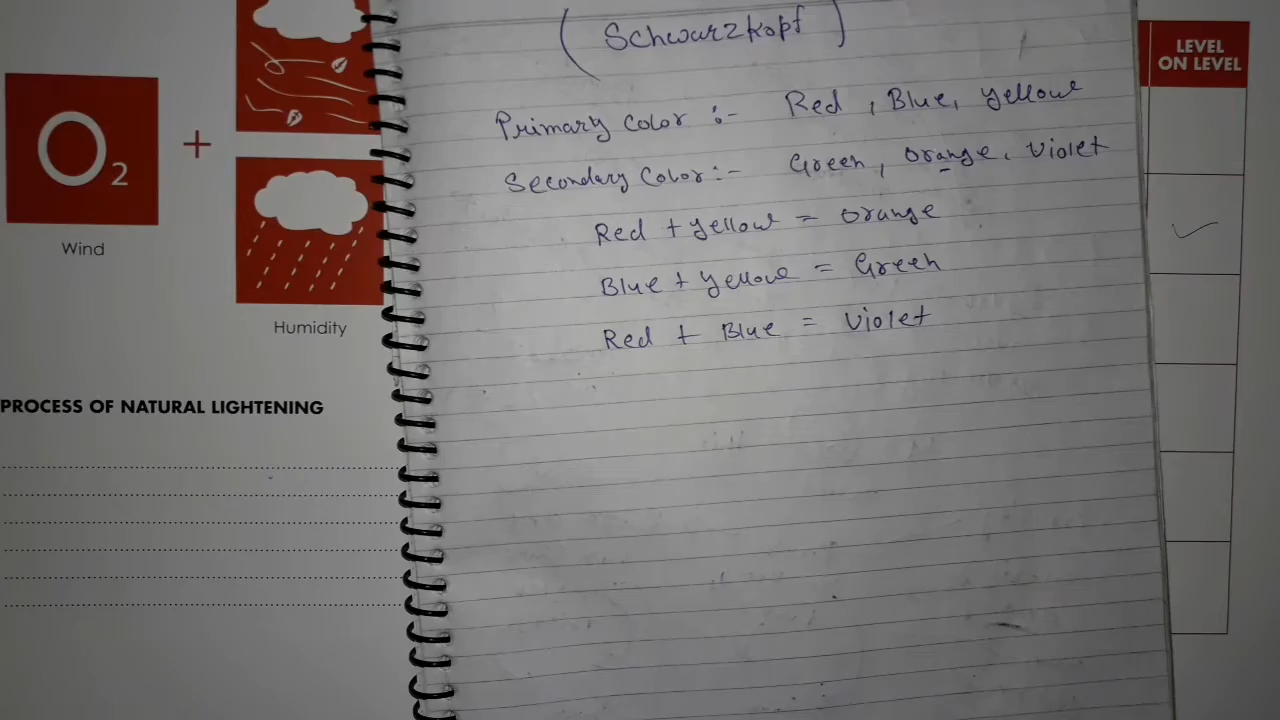 ( Schwarzkopf )
Primary color :- Red , Blue, Yellow
Secondary Color :- Green , Orange, Violet
Red + Yellow = Orange
Blue + Yellow = Green
Red + Blue = Violet
O2
+
Wind
Humidity
PROCESS OF NATURAL LIGHTENING
LEVEL
ON LEVEL